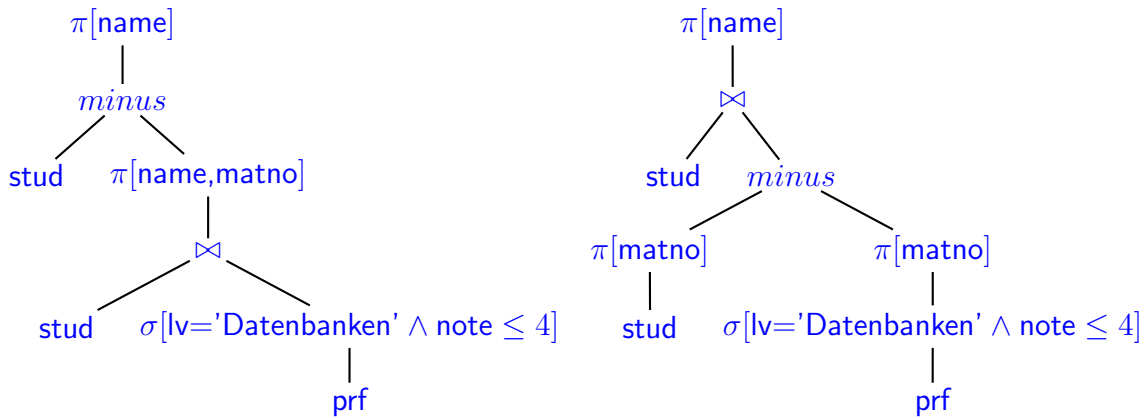 π[name]
minus
stud π[name,matno]
⋈
stud σ[lv='Datenbanken' ∧ note ≤ 4]
prf
π[name]
⋈
stud minus
π[matno] π[matno]
stud σ[lv='Datenbanken' ∧ note ≤ 4]
prf